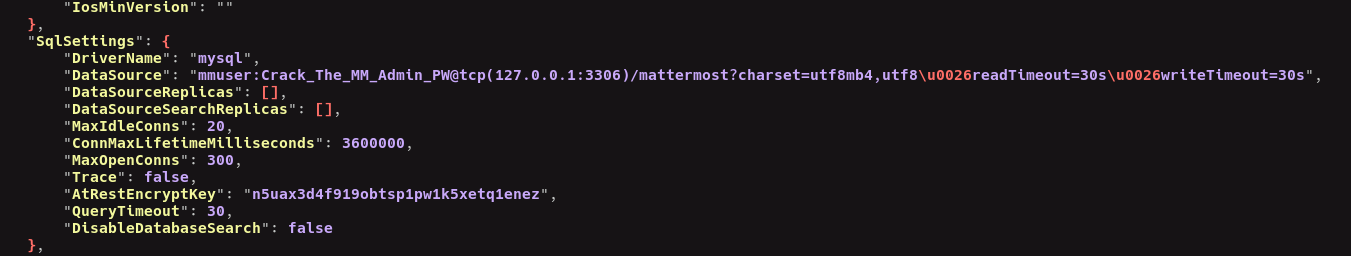 "IosMinVersion": ""
},
"SqlSettings": {
"DriverName": "mysql",
"DataSource": "mmuser:Crack_The_MM_Admin_PW@tcp(127.0.0.1:3306)/mattermost?charset=utf8mb4,utf8\u0026readTimeout=30s\u0026writeTimeout=30s",
"DataSourceReplicas": [],
"DataSourceSearchReplicas": [],
"MaxIdleConns": 20,
"ConnMaxLifetimeMilliseconds": 3600000,
"MaxOpenConns": 300,
"Trace": false,
"AtRestEncryptKey": "n5uax3d4f919obtsp1pw1k5xetq1enez",
"QueryTimeout": 30,
"DisableDatabaseSearch": false
},